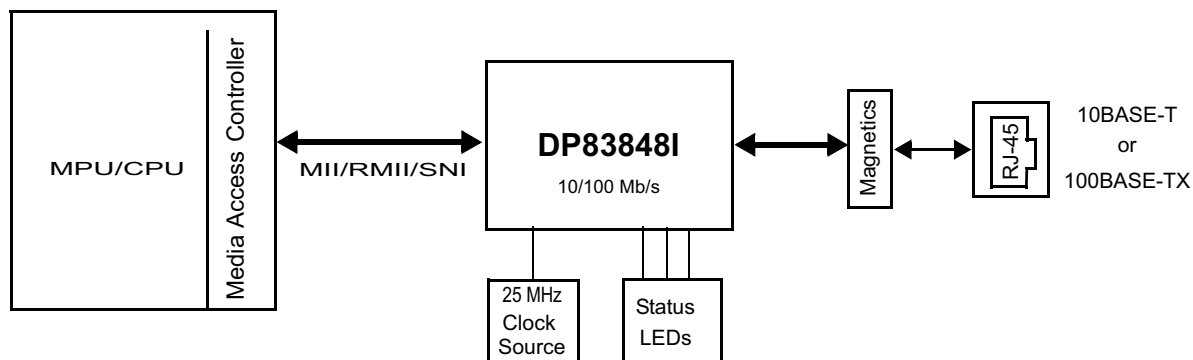 MPU/CPU
Media Access Controller
MII/RMII/SNI
DP83848I
10/100 Mb/s
Magnetics
RJ-45
10BASE-T
or
100BASE-TX
25 MHz
Clock
Source
Status
LEDs